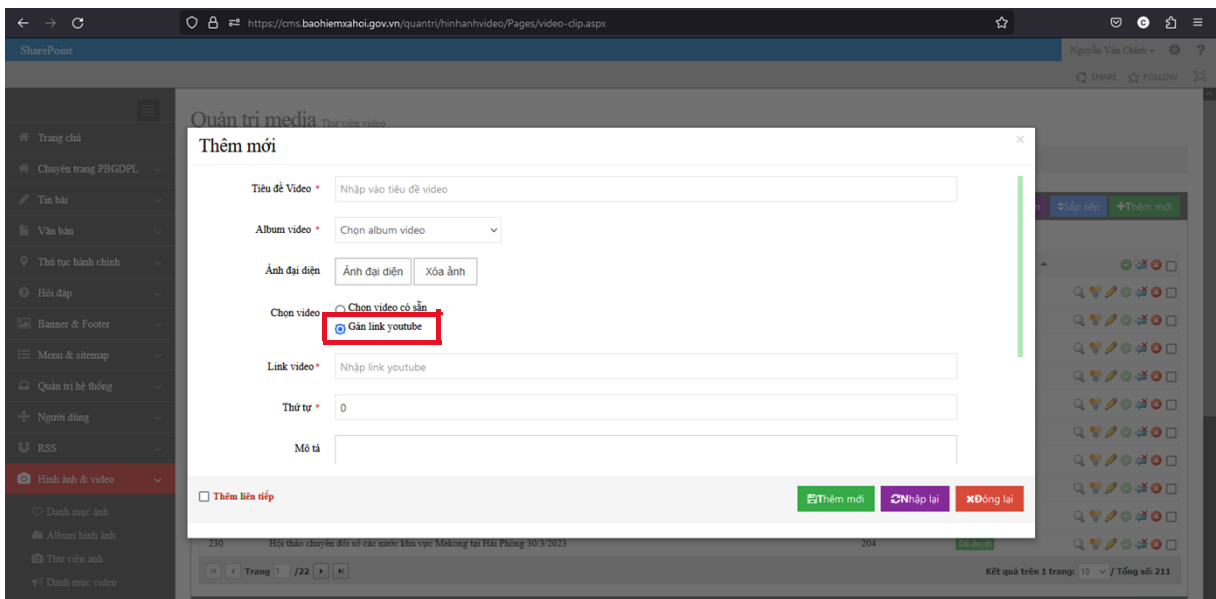 https://cms.baohiemxahoi.gov.vn/quantri/hinhanhvideo/Pages/video-clip.aspx
SharePoint
Nguyễn Văn Chinh
?
SHARE FOLLOW
Quản trị media Thư viện video
Trang chủ
Chuyên trang PBGDPL
Tin bài
Văn bản
Thủ tục hành chính
Hỏi đáp
Banner & Footer
Menu & sitemap
Quản trị hệ thống
Người dùng
RSS
Hình ảnh & video
Danh mục ảnh
Album hình ảnh
Thư viện ảnh
Danh mục video
Sắp xếp
Thêm mới
Thêm mới
×
Tiêu đề Video *
Nhập vào tiêu đề video
Album video *
Chọn album video
Ảnh đại diện
Ảnh đại diện
Xóa ảnh
Chọn video
Chọn video có sẵn
Gán link youtube
Link video *
Nhập link youtube
Thứ tự *
0
Mô tả
Thêm liên tiếp
Thêm mới
Nhập lại
Đóng lại
230 Hội thảo chuyển đổi số các nước khu vực Mekong tại Hải Phòng 30/3/2023 204 Đã duyệt
Trang 1 /22
Kết quả trên 1 trang: 10 / Tổng số: 211